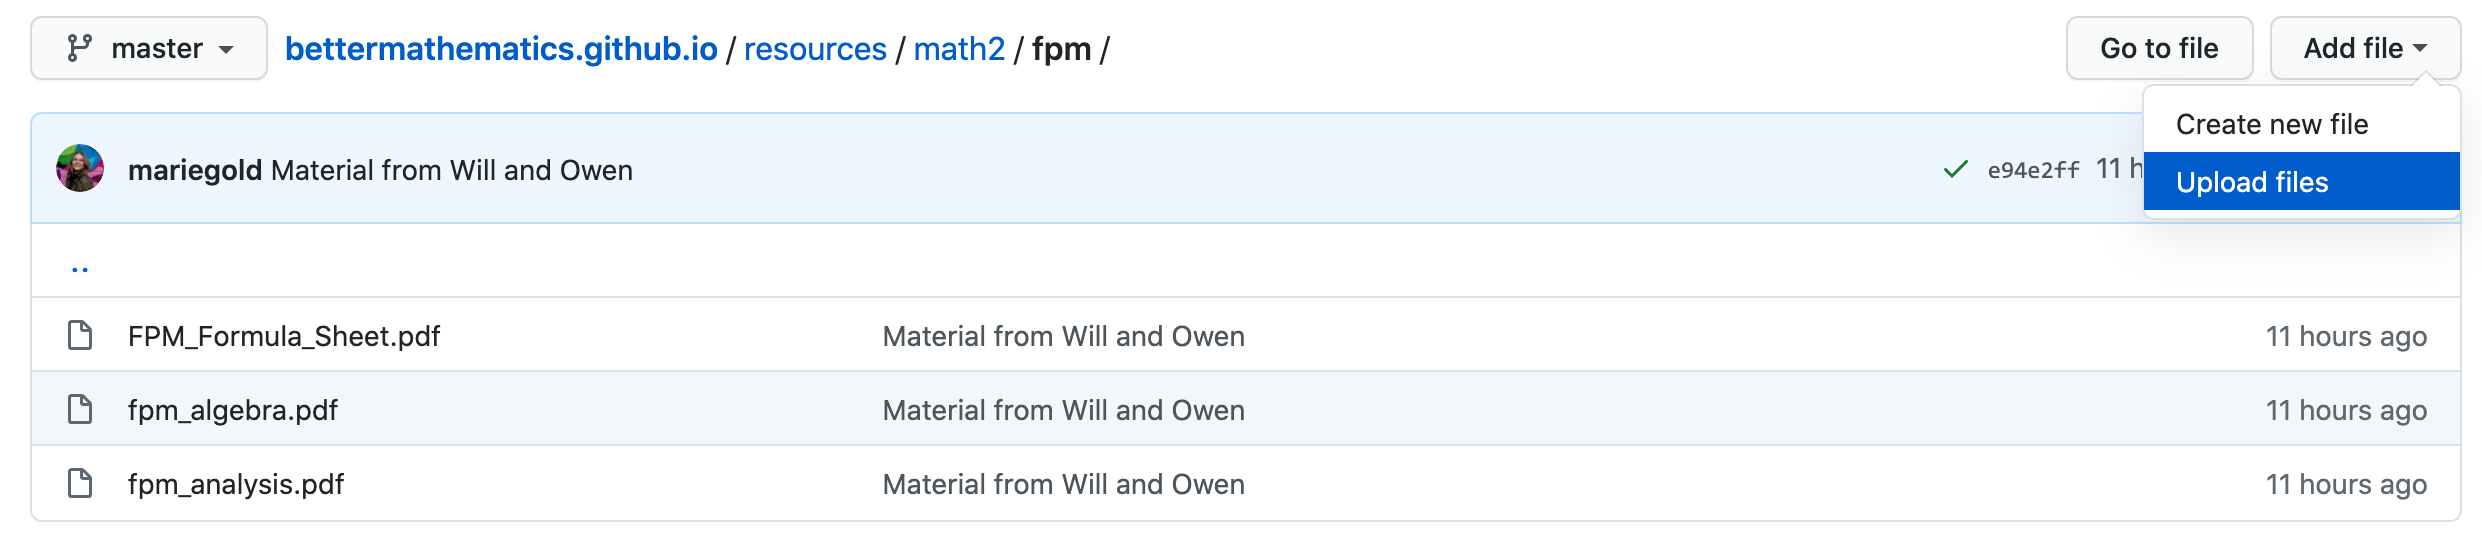 master bettermathematics.github.io / resources / math2 / fpm / Go to file Add file
Create new file
mariegold Material from Will and Owen e94e2ff 11 h
Upload files
..
FPM_Formula_Sheet.pdf Material from Will and Owen 11 hours ago
fpm_algebra.pdf Material from Will and Owen 11 hours ago
fpm_analysis.pdf Material from Will and Owen 11 hours ago